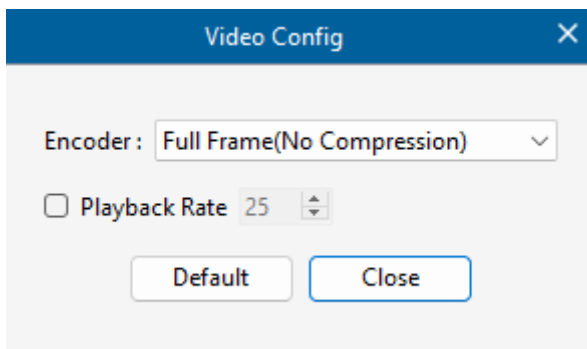 Video Config
Encoder : Full Frame(No Compression)
Playback Rate 25
Default Close